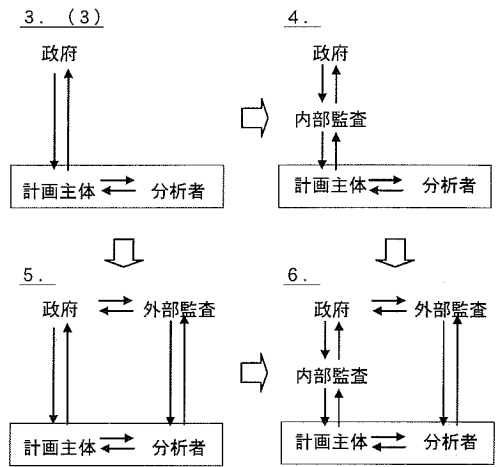 3．（3）
政府
計画主体
分析者
4．
政府
内部監査
計画主体
分析者
5．
政府
外部監査
計画主体
分析者
6．
政府
外部監査
内部監査
計画主体
分析者